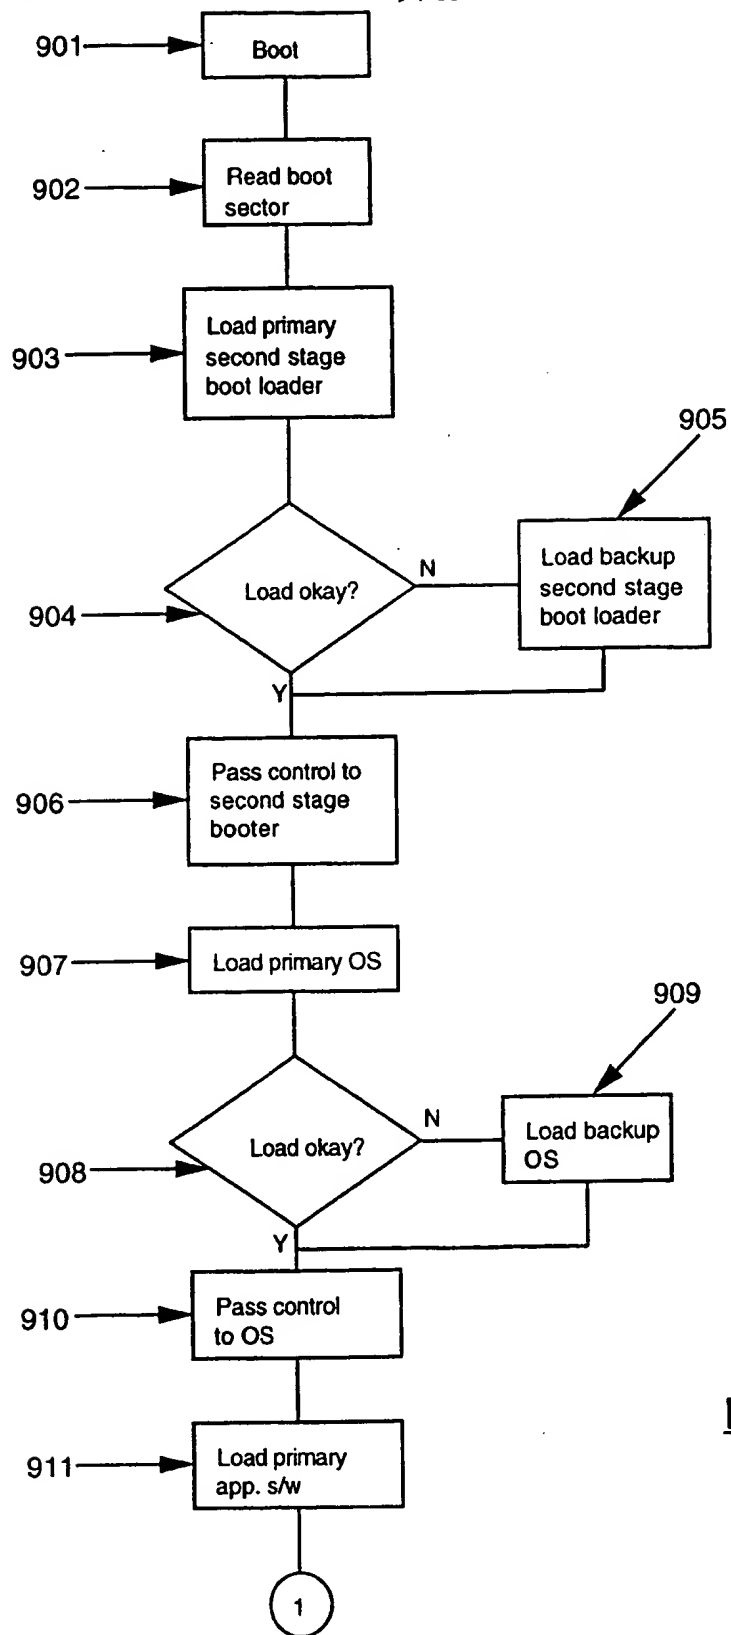 901
Boot
902
Read boot
sector
903
Load primary
second stage
boot loader
905
904
Load okay?
N
Load backup
second stage
boot loader
Y
906
Pass control to
second stage
booter
907
Load primary OS
909
908
Load okay?
N
Load backup
OS
Y
910
Pass control
to OS
911
Load primary
app. s/w
1